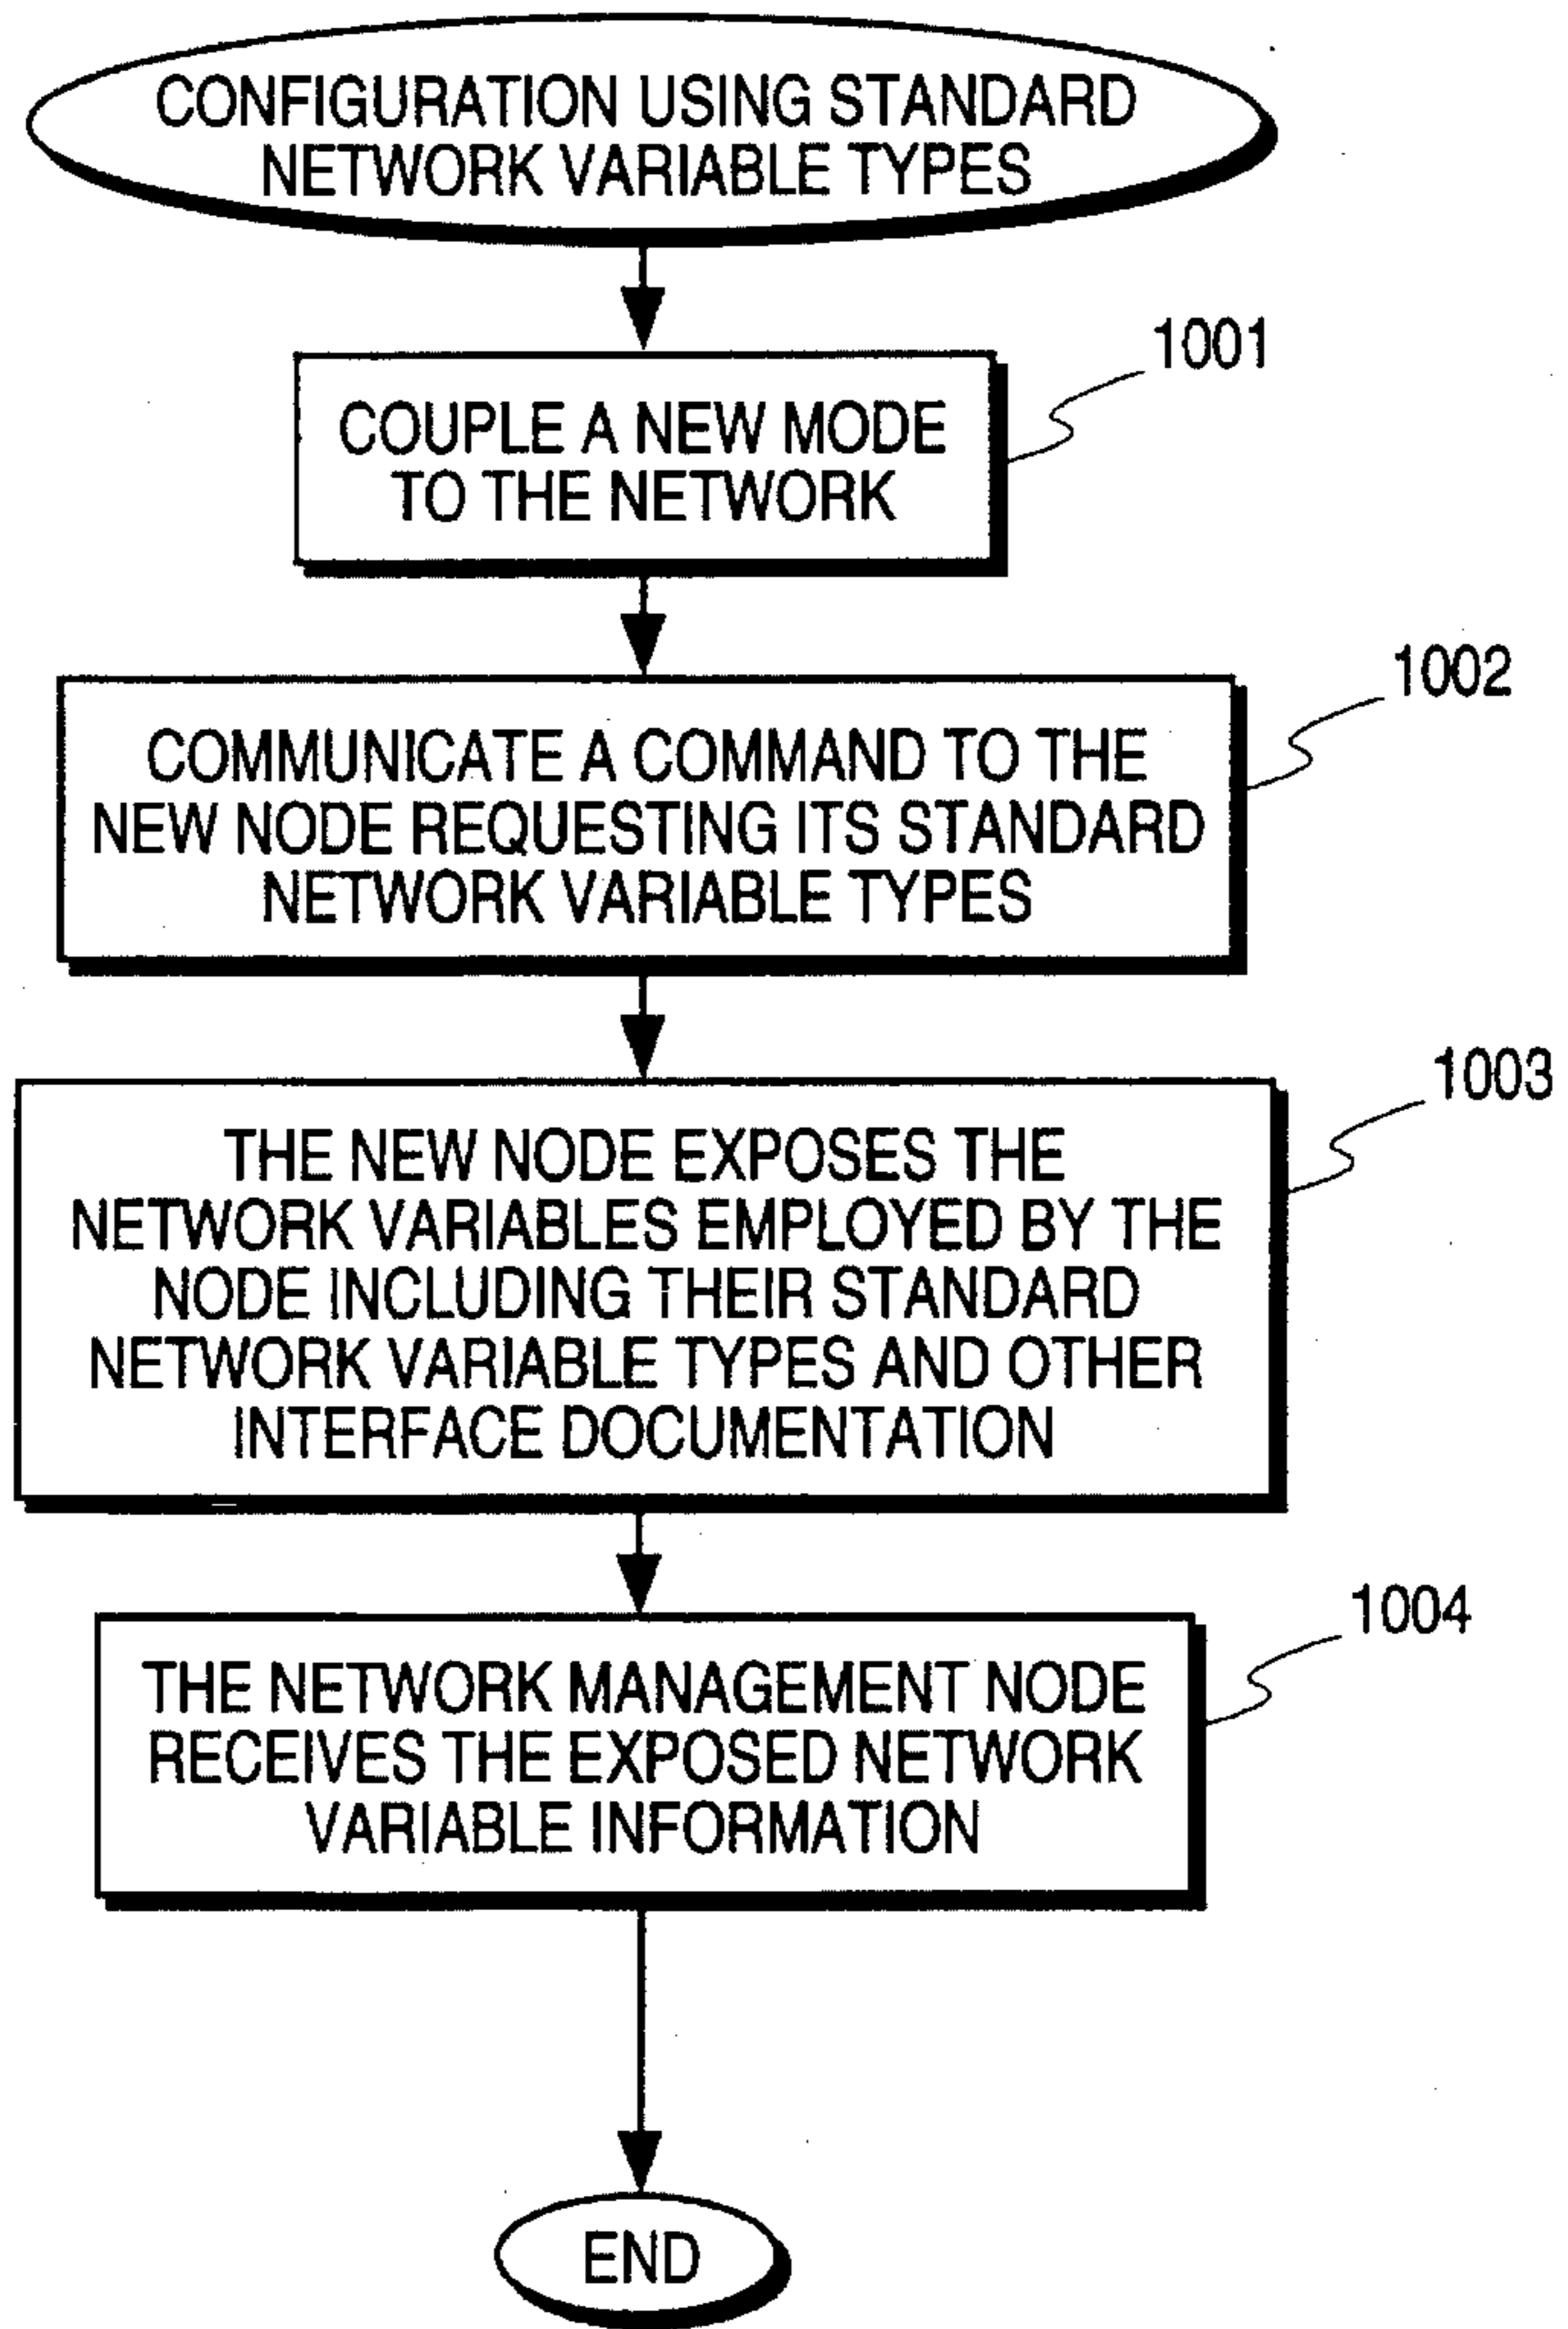 CONFIGURATION USING STANDARD
NETWORK VARIABLE TYPES
1001
COUPLE A NEW MODE
TO THE NETWORK
1002
COMMUNICATE A COMMAND TO THE
NEW NODE REQUESTING ITS STANDARD
NETWORK VARIABLE TYPES
1003
THE NEW NODE EXPOSES THE
NETWORK VARIABLES EMPLOYED BY THE
NODE INCLUDING THEIR STANDARD
NETWORK VARIABLE TYPES AND OTHER
INTERFACE DOCUMENTATION
1004
THE NETWORK MANAGEMENT NODE
RECEIVES THE EXPOSED NETWORK
VARIABLE INFORMATION
END